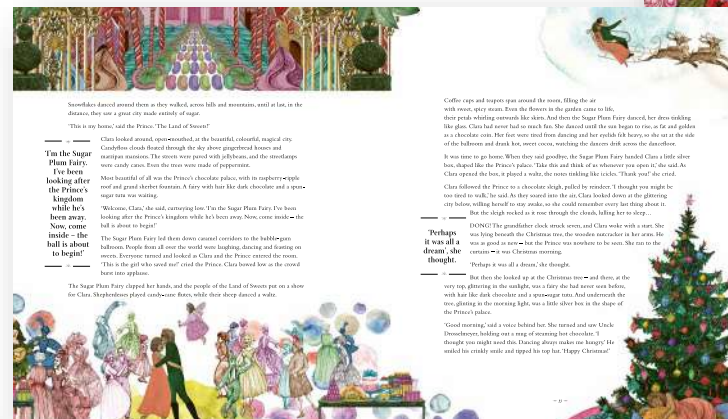 Snowflakes danced around them as they walked, across hills and mountains, until at last, in the
distance, they saw a great city made entirely of sugar.
'This is my home,' said the Prince. 'The Land of Sweets!'
Clara looked around, open-mouthed, at the beautiful, colourful, magical city.
Candyfloss clouds floated through the sky above gingerbread houses and
marzipan mansions. The streets were paved with jellybeans, and the streetlamps
were candy canes. Even the trees were made of peppermint.
Most beautiful of all was the Prince's chocolate palace, with its raspberry-ripple
roof and grand sherbet fountain. A fairy with hair like dark chocolate and a spun-
sugar tutu was waiting.
'Welcome, Clara,' she said, curtseying low. 'I'm the Sugar Plum Fairy. I've been
looking after the Prince's kingdom while he's been away. Now, come inside – the
ball is about to begin!'
The Sugar Plum Fairy led them down caramel corridors to the bubble-gum
ballroom. People from all over the world were laughing, dancing and feasting on
sweets. Everyone turned and looked as Clara and the Prince entered the room.
'This is the girl who saved me!' cried the Prince. Clara bowed low as the crowd
burst into applause.
The Sugar Plum Fairy clapped her hands, and the people of the Land of Sweets put on a show
for Clara. Shepherdesses played candy-cane flutes, while their sheep danced a waltz.
'I'm the Sugar
Plum Fairy.
I've been
looking after
the Prince's
kingdom
while he's
been away.
Now, come
inside – the
ball is about
to begin!'
Coffee cups and teapots span around the room, filling the air
with sweet, spicy steam. Even the flowers in the garden came to life,
their petals whirling outwards like skirts. And then the Sugar Plum Fairy danced, her dress tinkling
like glass. Clara had never had so much fun. She danced until the sun began to rise, as fat and golden
as a chocolate coin. Her feet were tired from dancing and her eyelids felt heavy, so she sat at the side
of the ballroom and drank hot, sweet cocoa, watching the dancers drift across the dancefloor.
It was time to go home. When they said goodbye, the Sugar Plum Fairy handed Clara a little silver
box, shaped like the Prince's palace. 'Take this and think of us whenever you open it,' she said. As
Clara opened the box, it played a waltz, the notes tinkling like icicles. 'Thank you!' she cried.
Clara followed the Prince to a chocolate sleigh, pulled by reindeer. 'I thought you might be
too tired to walk,' he said. As they soared into the air, Clara looked down at the glittering
city below, willing herself to stay awake, so she could remember every last thing about it.
But the sleigh rocked as it rose through the clouds, lulling her to sleep…
DONG! The grandfather clock struck seven, and Clara woke with a start. She
was lying beneath the Christmas tree, the wooden nutcracker in her arms. He
was as good as new – but the Prince was nowhere to be seen. She ran to the
curtains – it was Christmas morning.
'Perhaps it was all a dream,' she thought.
But then she looked up at the Christmas tree – and there, at the
very top, glittering in the sunlight, was a fairy she had never seen before,
with hair like dark chocolate and a spun-sugar tutu. And underneath the
tree, glinting in the morning light, was a little silver box in the shape of
the Prince's palace.
'Good morning,' said a voice behind her. She turned and saw Uncle
Drosselmeyer, holding out a mug of steaming hot chocolate. 'I
thought you might need this. Dancing always makes me hungry.' He
smiled his crinkly smile and tipped his top hat. 'Happy Christmas!'
'Perhaps
it was all a
dream', she
thought.